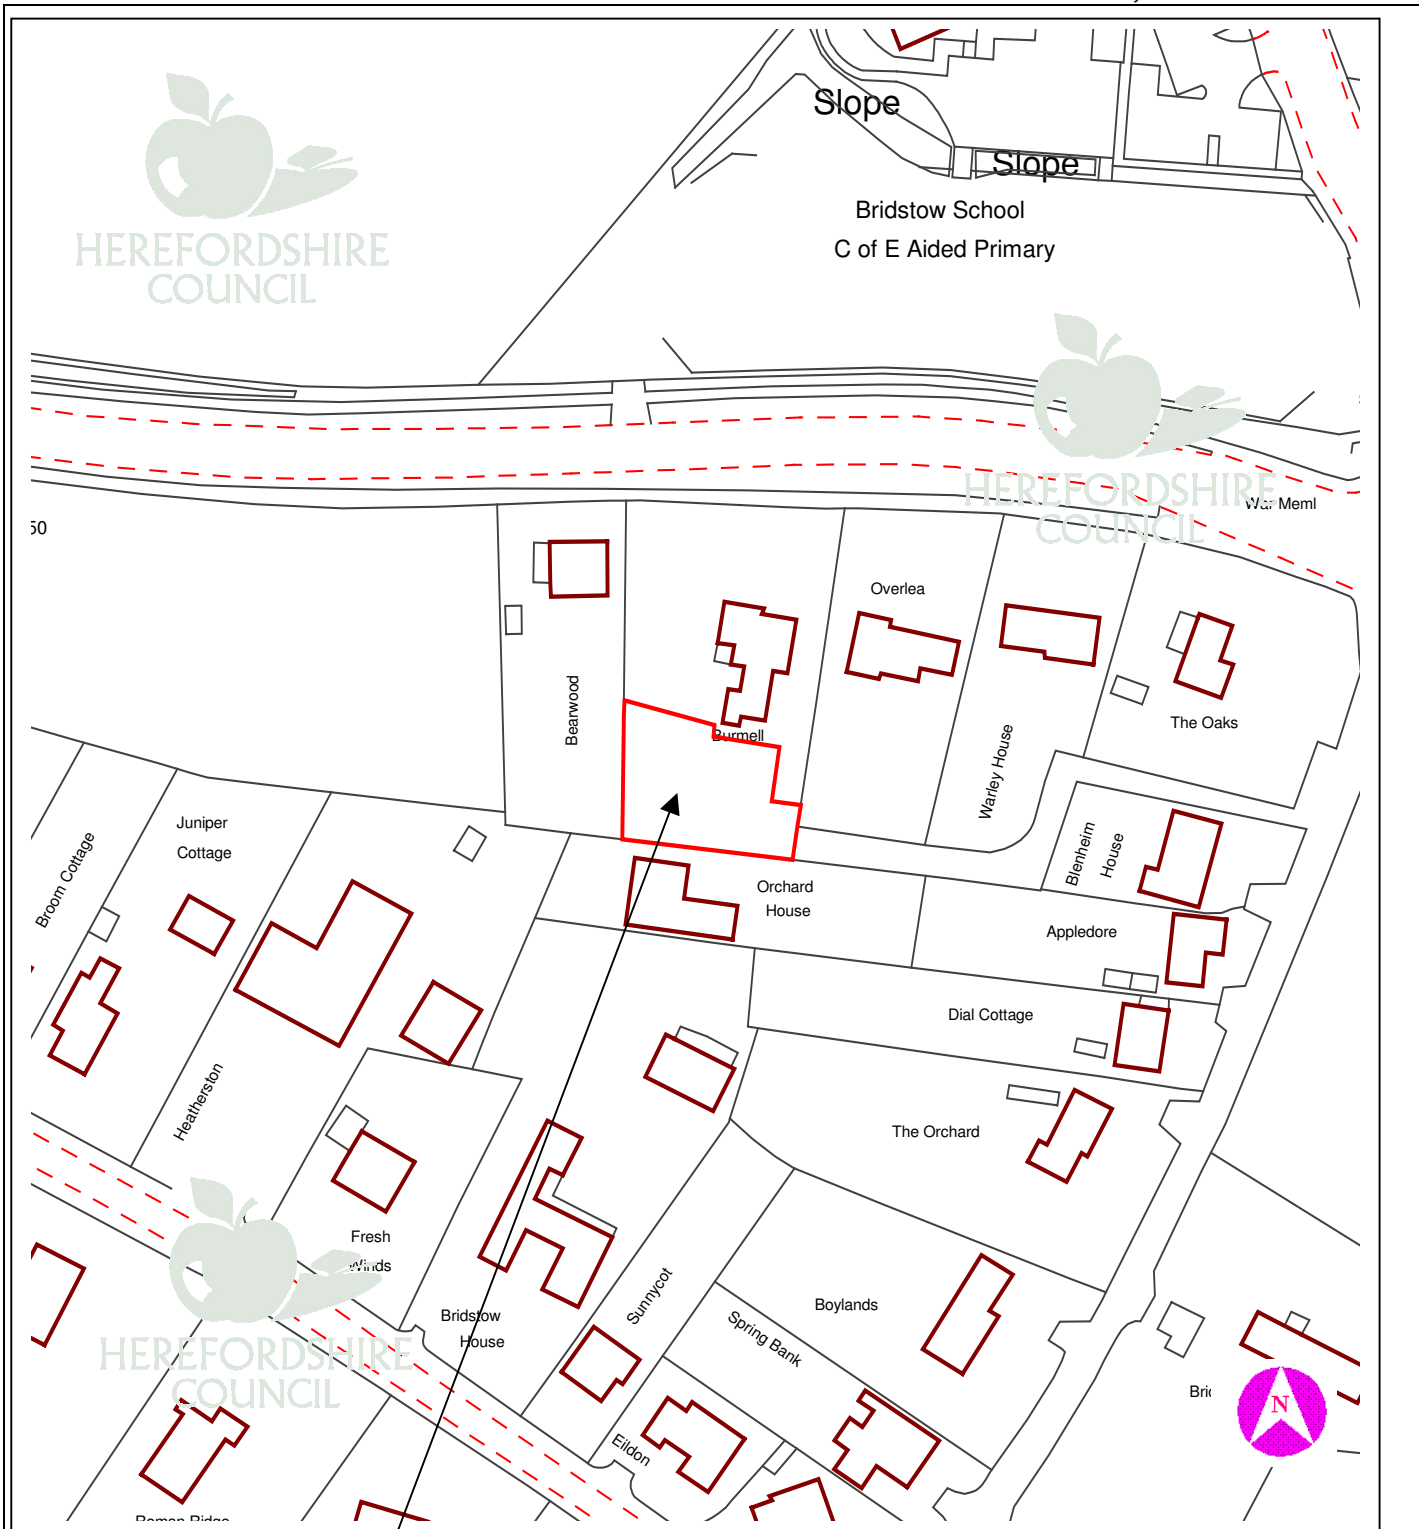 Slope
Slope
Bridstow School
C of E Aided Primary
HEREFORDSHIRE
COUNCIL
HEREFORDSHIRE
COUNCIL
War Meml
50
Overlea
Bearwood
Burmell
Warley House
The Oaks
Juniper
Cottage
Broom Cottage
Blenheim
House
Orchard
House
Appledore
Dial Cottage
Heatherston
The Orchard
Fresh
Winds
Bridstow
House
Sunnycot
Boylands
Spring Bank
HEREFORDSHIRE
COUNCIL
Eildon
N
Roman Ridge